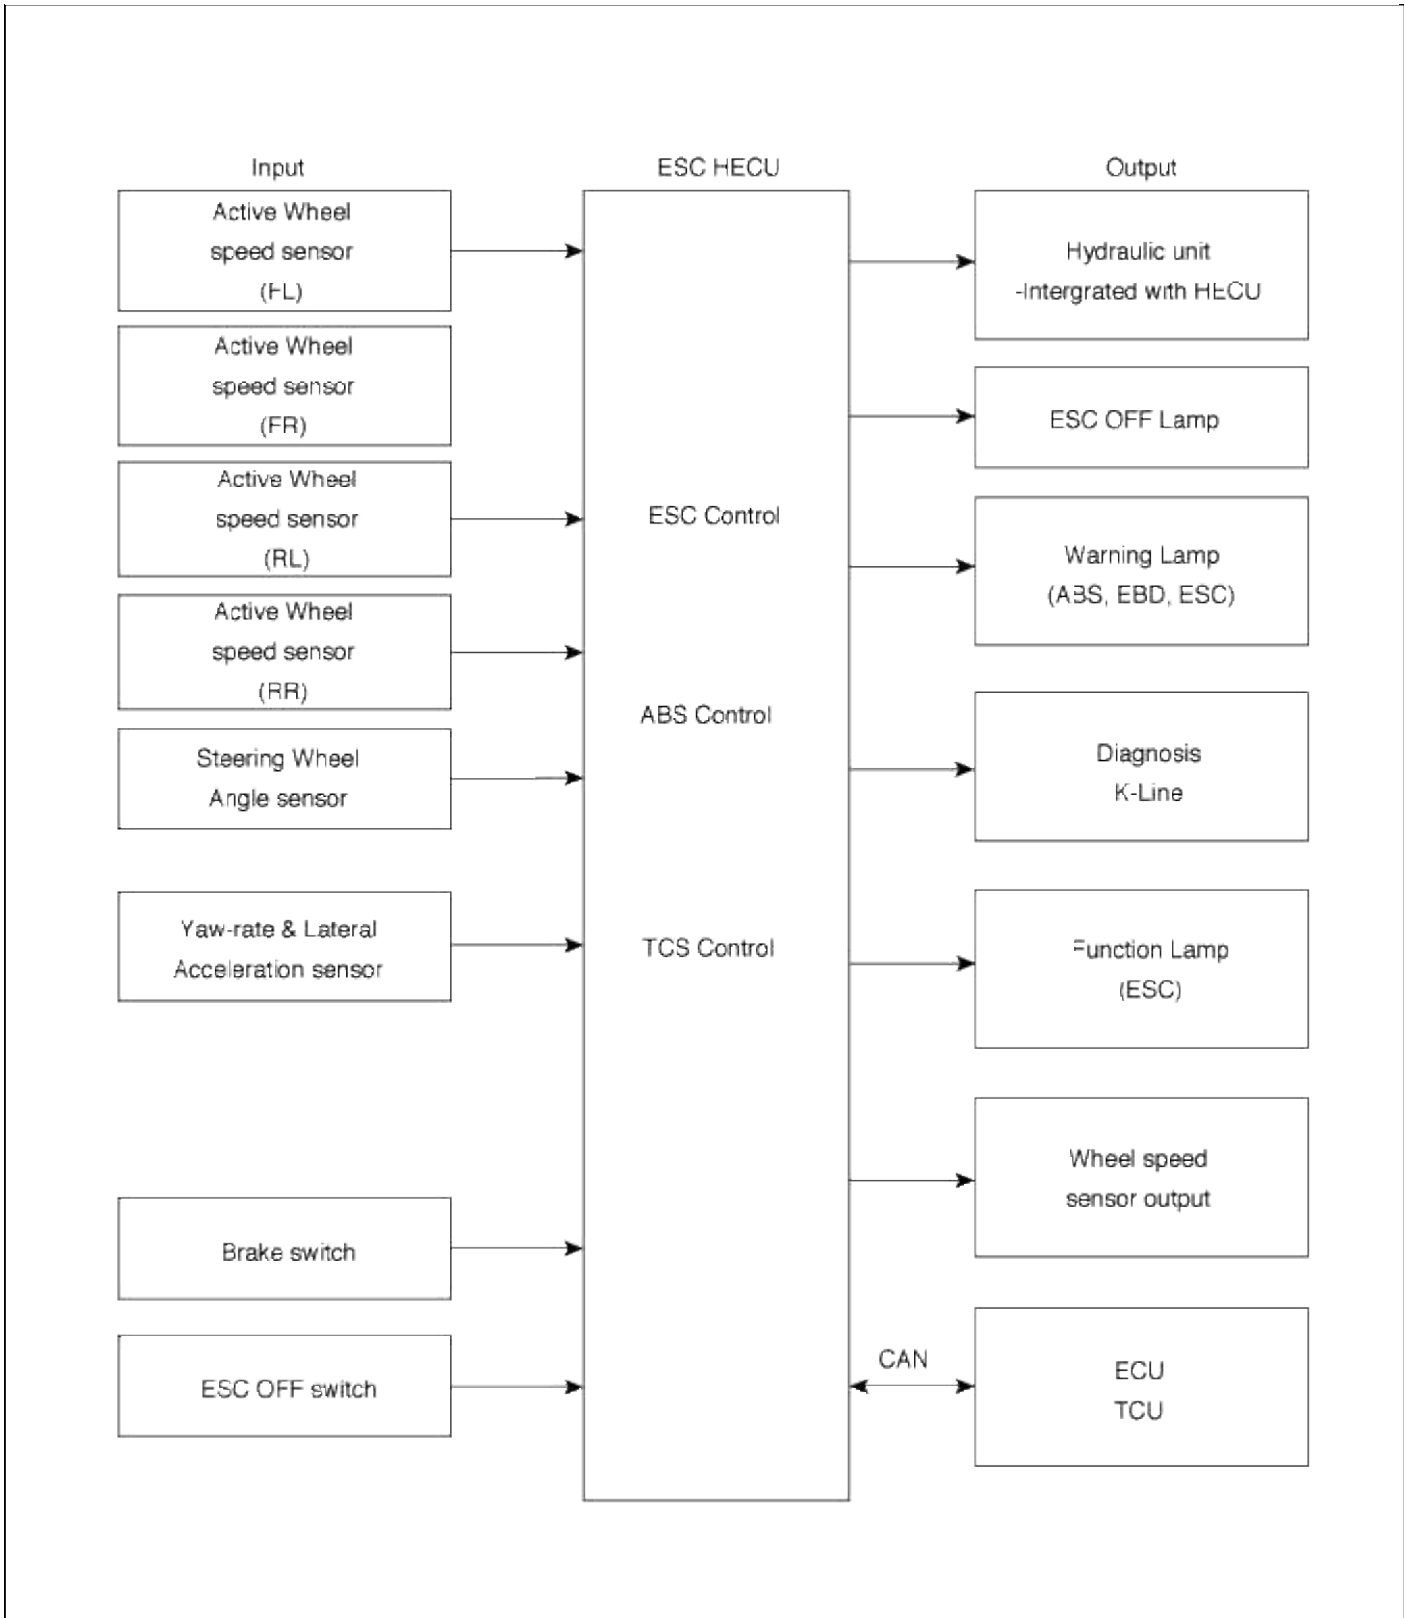 Input
ESC HECU
Output
Active Wheel
speed sensor
(FL)
Active Wheel
speed sensor
(FR)
Active Wheel
speed sensor
(RL)
Active Wheel
speed sensor
(RR)
Steering Wheel
Angle sensor
Yaw-rate & Lateral
Acceleration sensor
Brake switch
ESC OFF switch
ESC Control
ABS Control
TCS Control
Hydraulic unit
-Intergrated with HECU
ESC OFF Lamp
Warning Lamp
(ABS, EBD, ESC)
Diagnosis
K-Line
Function Lamp
(ESC)
Wheel speed
sensor output
CAN
ECU
TCU